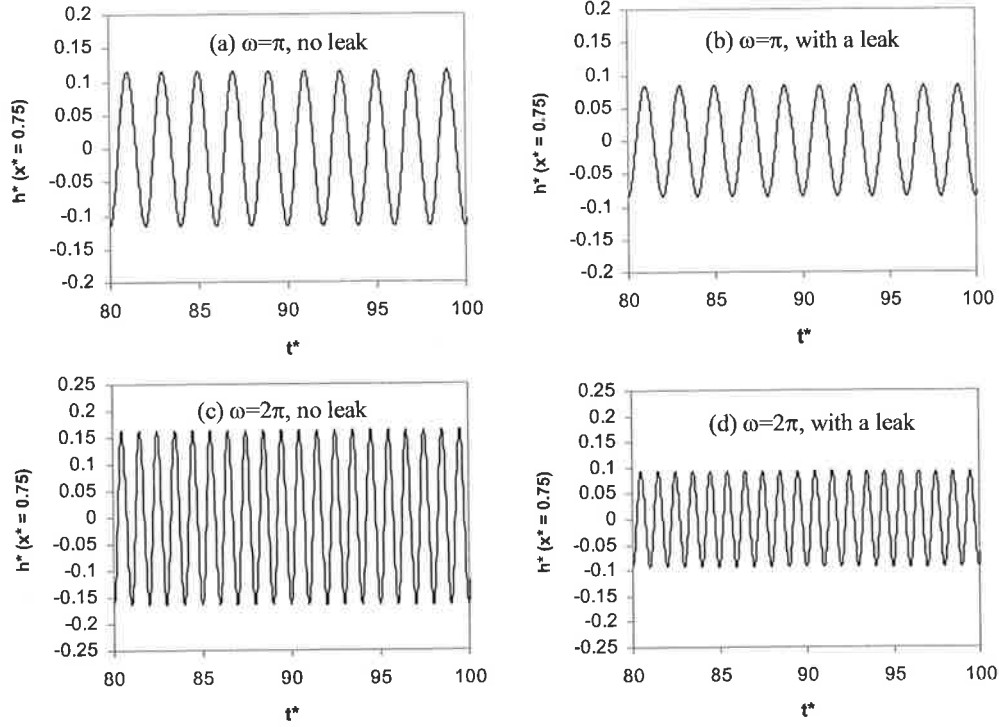 (a) ω=π, no leak
0.2
0.15
0.1
0.05
0
-0.05
-0.1
-0.15
-0.2
h* (x* = 0.75)
80 85 90 95 100
t*
(b) ω=π, with a leak
0.2
0.15
0.1
0.05
0
-0.05
-0.1
-0.15
-0.2
h* (x* = 0.75)
80 85 90 95 100
t*
(c) ω=2π, no leak
0.25
0.2
0.15
0.1
0.05
0
-0.05
-0.1
-0.15
-0.2
-0.25
h* (x* = 0.75)
80 85 90 95 100
t*
(d) ω=2π, with a leak
0.25
0.2
0.15
0.1
0.05
0
-0.05
-0.1
-0.15
-0.2
-0.25
h* (x* = 0.75)
80 85 90 95 100
t*